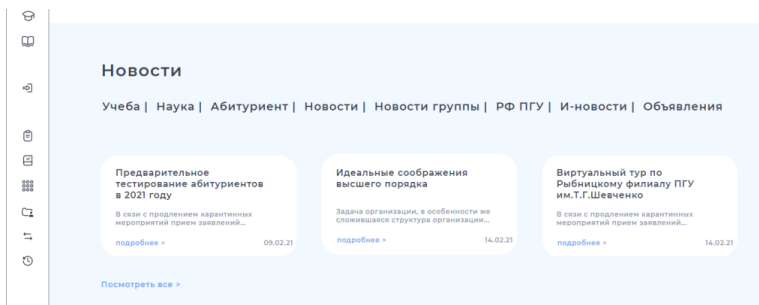 Новости
Учеба | Наука | Абитуриент | Новости | Новости группы | РФ ПГУ | И-новости | Объявления
Предварительное
тестирование абитуриентов
в 2021 году
В сязи с продлением карантинных
мероприятий прием заявлений...
подробнее >
09.02.21
Идеальные соображения
высшего порядка
Задача организации, в особенности же
сложившаяся структура организации...
подробнее >
14.02.21
Виртуальный тур по
Рыбницкому филиалу ПГУ
им.Т.Г.Шевченко
В сязи с продлением карантинных
мероприятий прием заявлений...
подробнее >
14.02.21
Посмотреть все >